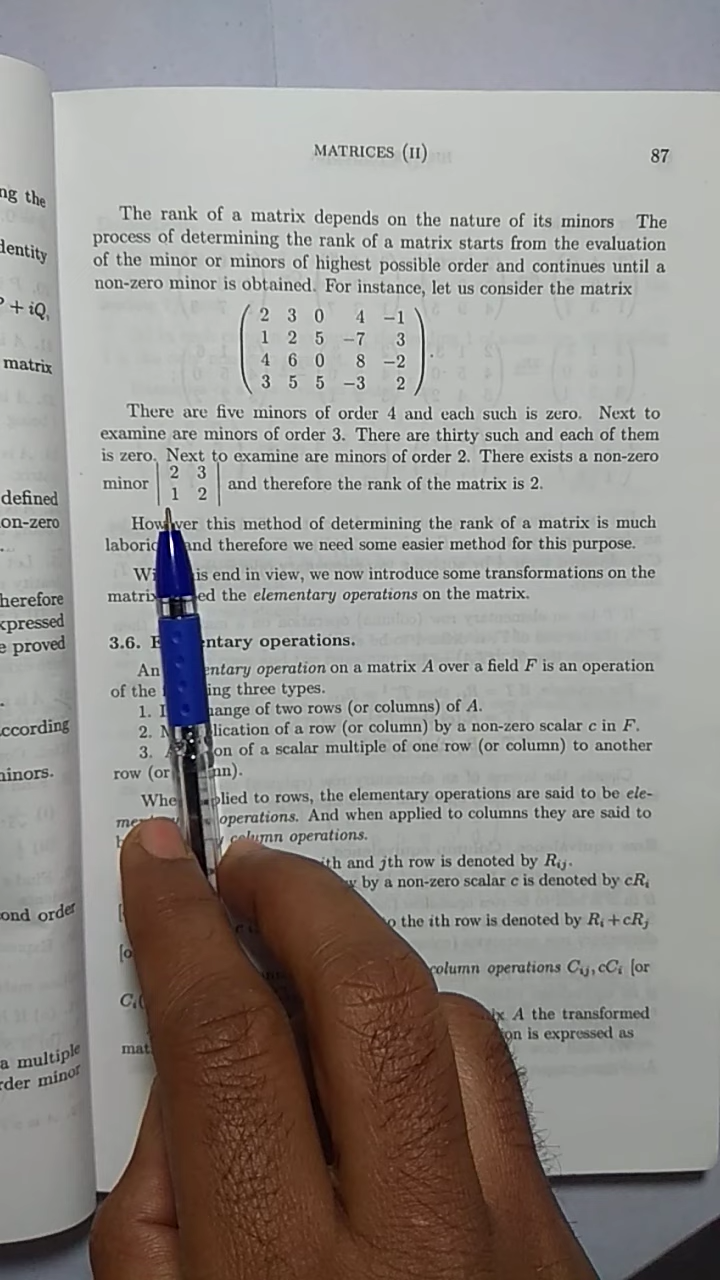 MATRICES (II) 87
ng the
dentity
P + iQ,
matrix
defined
on-zero
herefore
xpressed
e proved
ccording
minors.
ond order
a multiple
rder minor
The rank of a matrix depends on the nature of its minors The
process of determining the rank of a matrix starts from the evaluation
of the minor or minors of highest possible order and continues until a
non-zero minor is obtained. For instance, let us consider the matrix
2 3 0 4 −1
1 2 5 −7 3
4 6 0 8 −2
3 5 5 −3 2
There are five minors of order 4 and each such is zero. Next to
examine are minors of order 3. There are thirty such and each of them
is zero. Next to examine are minors of order 2. There exists a non-zero
minor | 2 3 | and therefore the rank of the matrix is 2.
| 1 2 |
However this method of determining the rank of a matrix is much
and therefore we need some easier method for this purpose.
is end in view, we now introduce some transformations on the
matrix ed the elementary operations on the matrix.
3.6. E ntary operations.
An entary operation on a matrix A over a field F is an operation
of the ing three types.
1. I hange of two rows (or columns) of A.
2. M lication of a row (or column) by a non-zero scalar c in F.
3. A on of a scalar multiple of one row (or column) to another
row (or mn).
Whe plied to rows, the elementary operations are said to be ele-
operations. And when applied to columns they are said to
column operations.
ith and jth row is denoted by Rij.
by a non-zero scalar c is denoted by cRi
the ith row is denoted by Ri + cRj
[o
column operations Cij, cCi [or
A the transformed
on is expressed as
mat